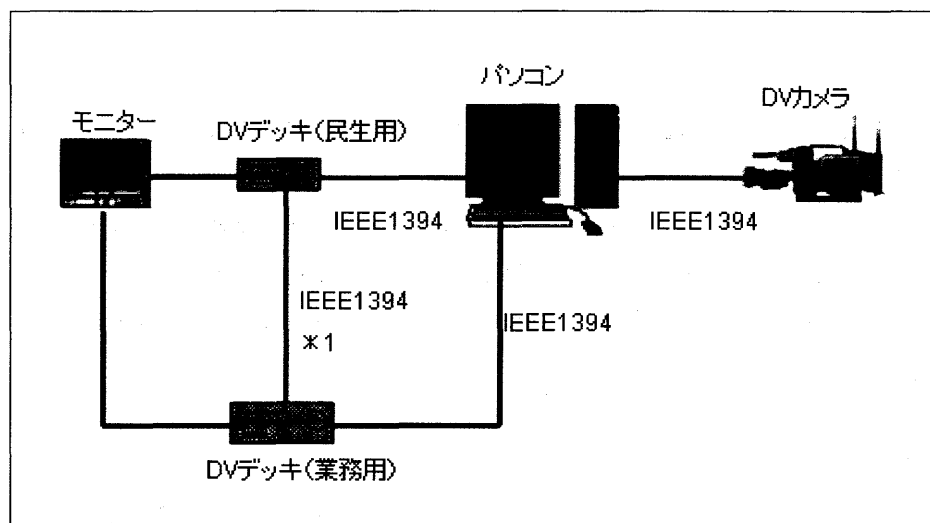 パソコン
DVカメラ
モニター
DVデッキ(民生用)
IEEE1394
IEEE1394
IEEE1394
IEEE1394
*1
DVデッキ(業務用)